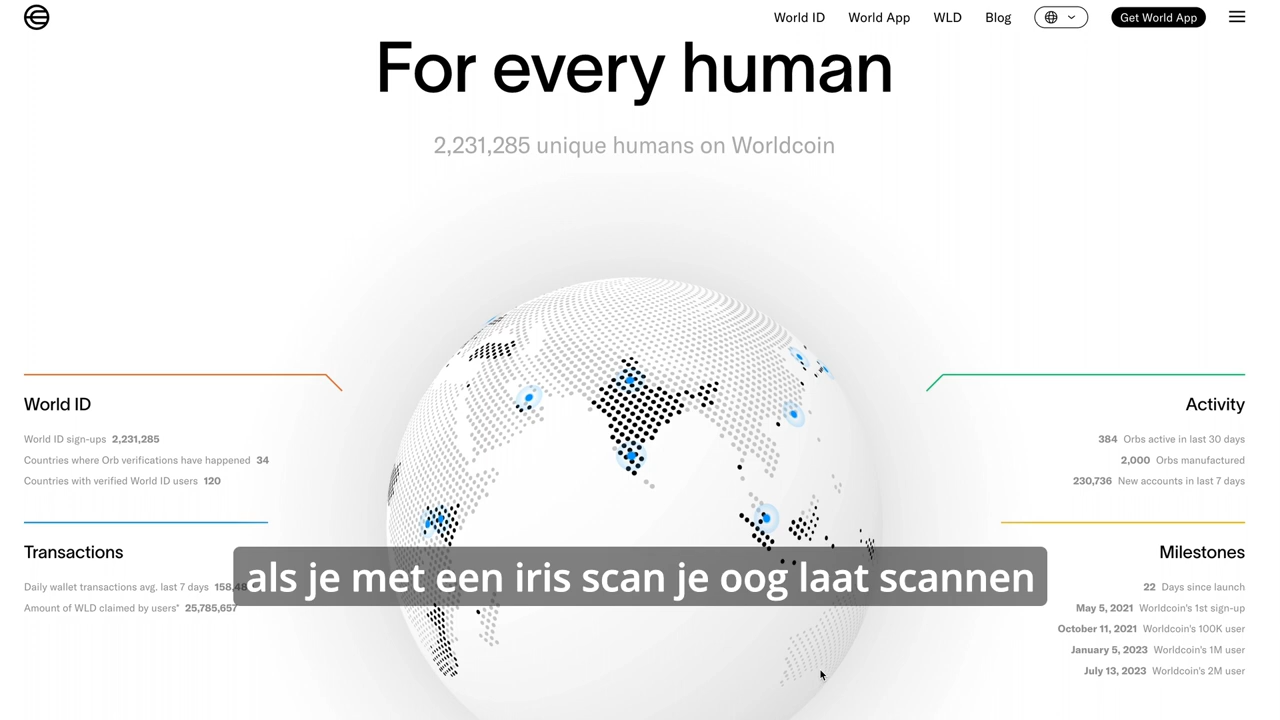 World ID
World App
WLD
Blog
Get World App
For every human
2,231,285 unique humans on Worldcoin
World ID
World ID sign-ups 2,231,285
Countries where Orb verifications have happened 34
Countries with verified World ID users 120
Transactions
Daily wallet transactions avg. last 7 days
Amount of WLD claimed by users* 25,785,657
Activity
384 Orbs active in last 30 days
2,000 Orbs manufactured
230,736 New accounts in last 7 days
Milestones
22 Days since launch
May 5, 2021 Worldcoin's 1st sign-up
October 11, 2021 Worldcoin's 100K user
January 5, 2023 Worldcoin's 1M user
July 13, 2023 Worldcoin's 2M user
als je met een iris scan je oog laat scannen